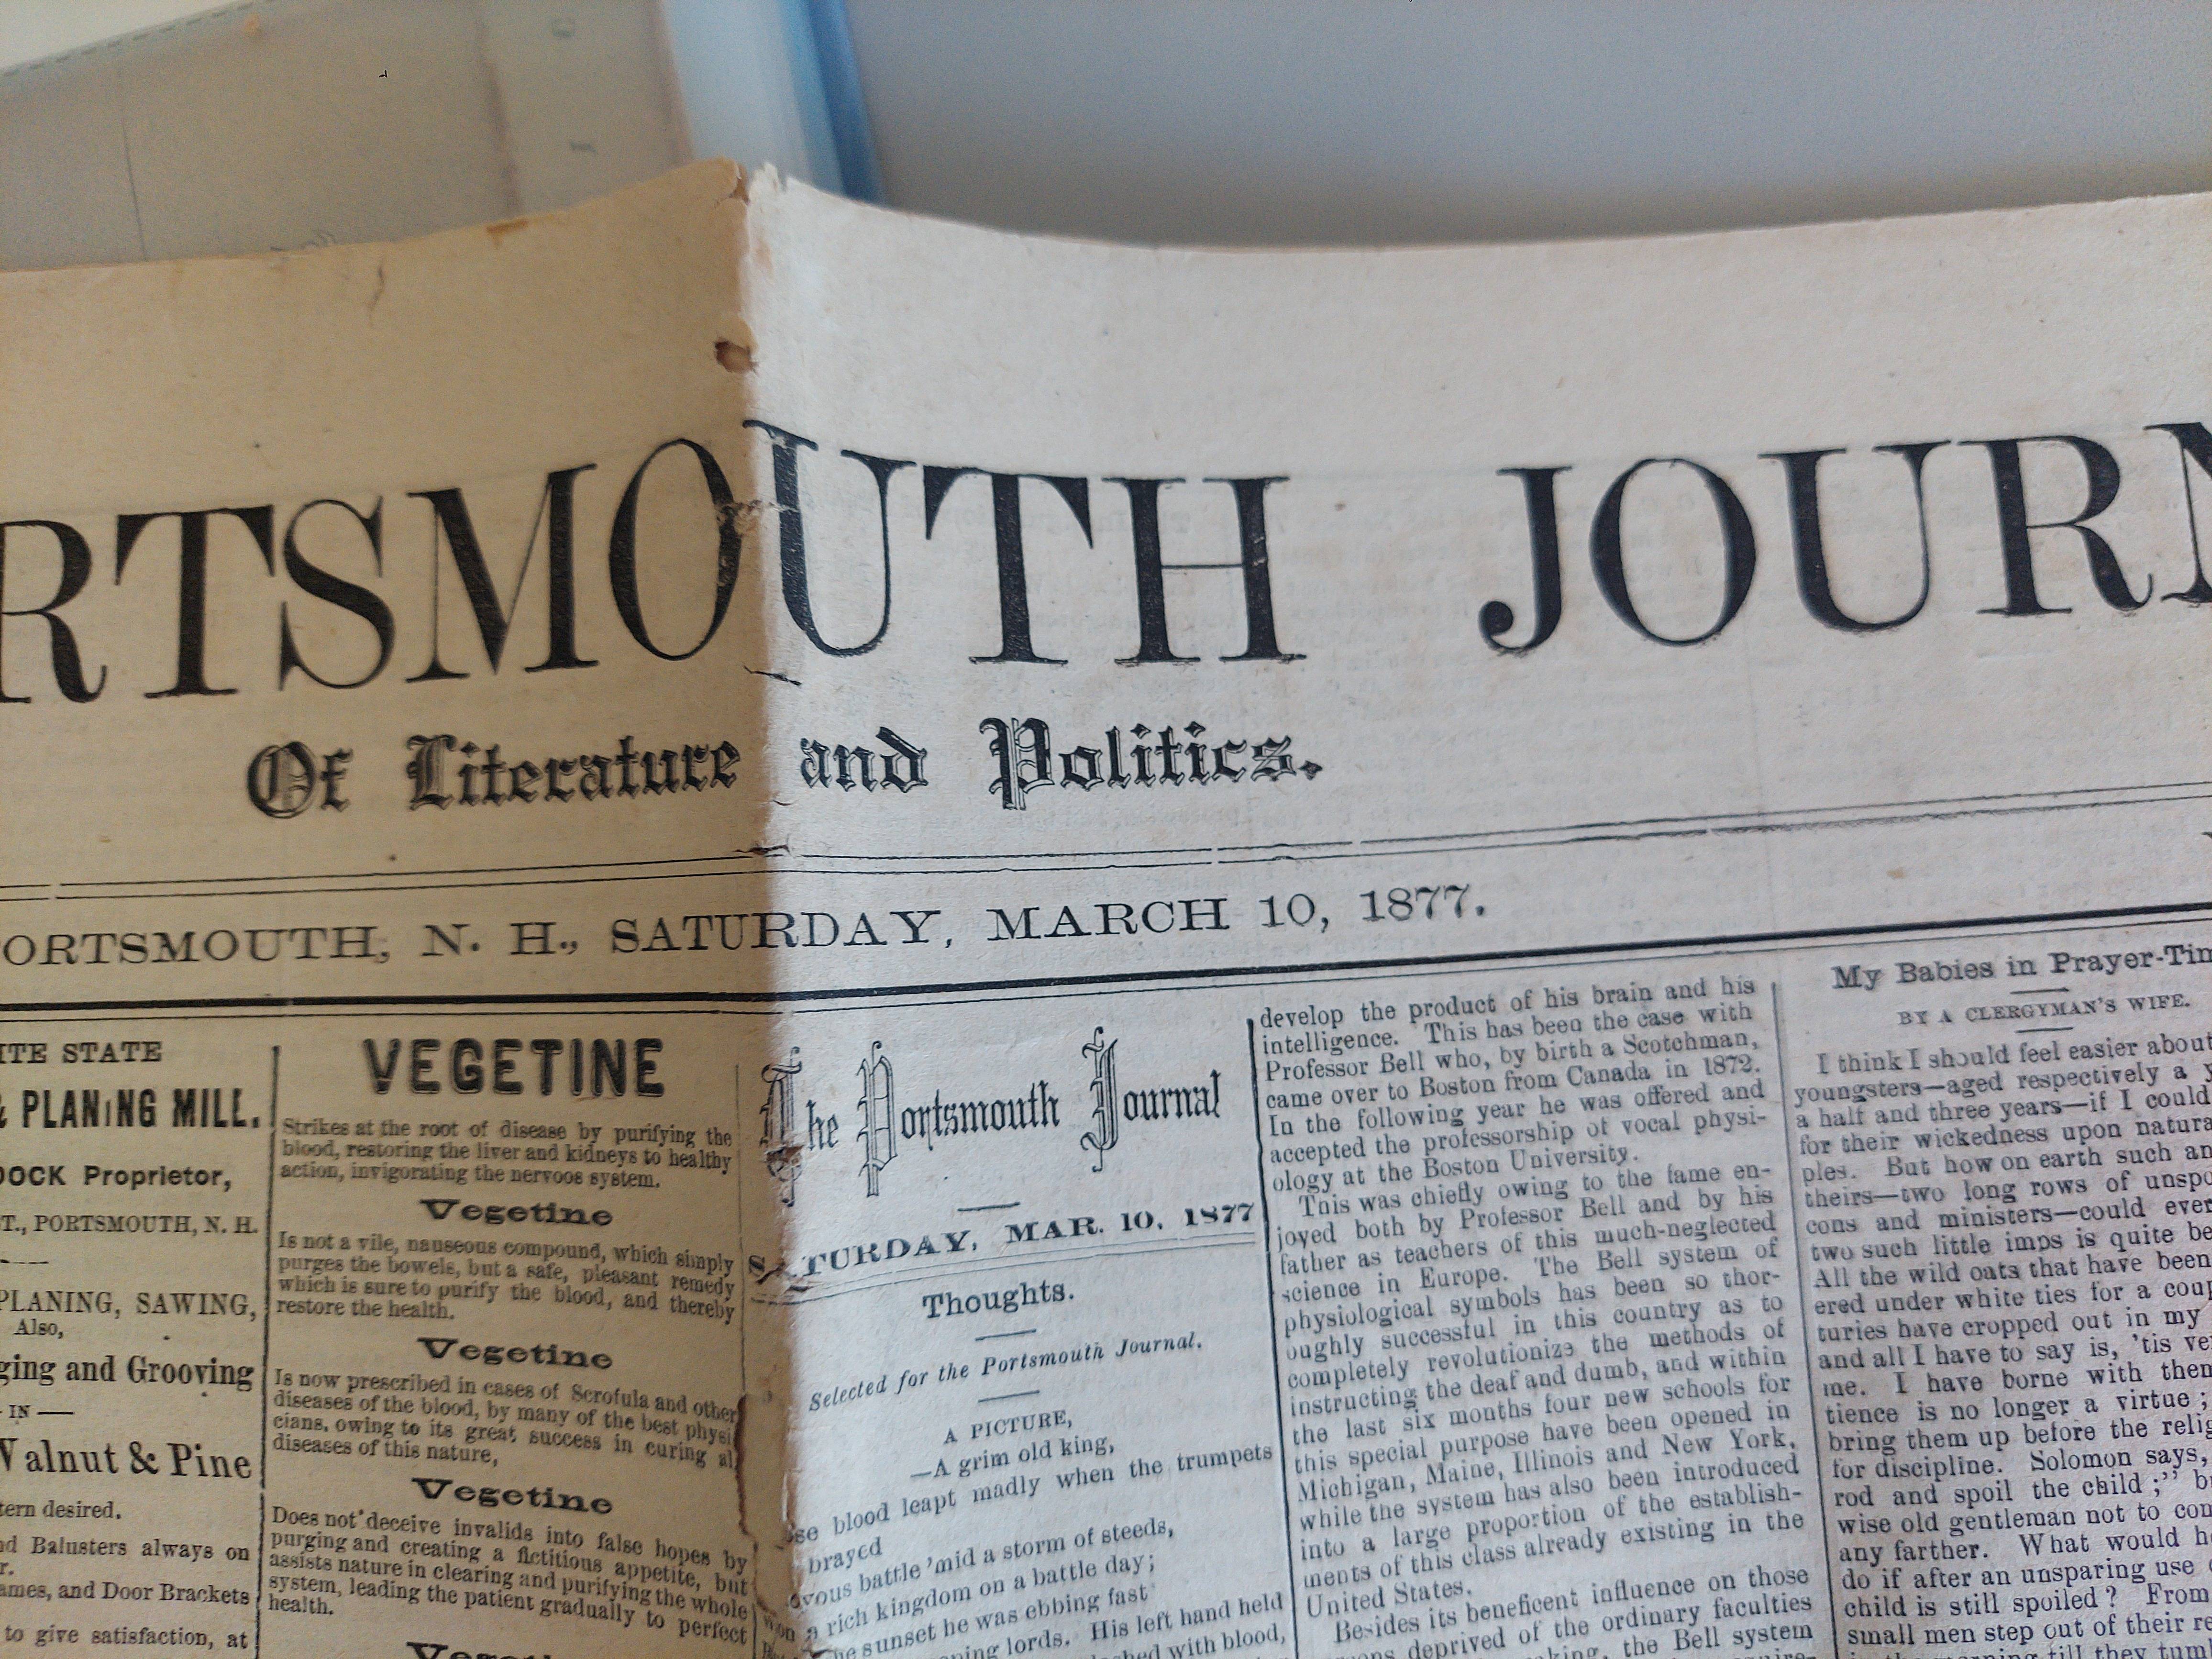 RTSMOUTH JOURN
Of Literature and Politics.
ORTSMOUTH, N. H., SATURDAY, MARCH 10, 1877.
ITE STATE
& PLANING MILL.
DOCK Proprietor,
T., PORTSMOUTH, N. H.
PLANING, SAWING,
Also,
ging and Grooving
- IN —
Walnut & Pine
tern desired.
nd Balusters always on
r.
ames, and Door Brackets
to give satisfaction, at
VEGETINE
Strikes at the root of disease by purifying the
blood, restoring the liver and kidneys to healthy
action, invigorating the nervoos system.
Vegetine
Is not a vile, nauseous compound, which simply
purges the bowels, but a safe, pleasant remedy
which is sure to purify the blood, and thereby
restore the health.
Vegetine
Is now prescribed in cases of Scrofula and other
diseases of the blood, by many of the best physi
cians, owing to its great success in curing al
diseases of this nature,
Vegetine
Does not deceive invalids into false hopes by
purging and creating a fictitious appetite, but
assists nature in clearing and purifying the whole
system, leading the patient gradually to perfect
health.
The Portsmouth Journal
S TURDAY, MAR. 10, 1877
Thoughts.
Selected for the Portsmouth Journal.
A PICTURE,
—A grim old king,
se blood leapt madly when the trumpets
brayed
ovous battle 'mid a storm of steeds,
a rich kingdom on a battle day;
he sunset he was ebbing fast
ning lords. His left hand held
with blood,
develop the product of his brain and his
intelligence. This has been the case with
Professor Bell who, by birth a Scotchman,
came over to Boston from Canada in 1872.
In the following year he was offered and
accepted the professorship of vocal physi-
ology at the Boston University.
This was chiefly owing to the fame en-
joyed both by Professor Bell and by his
father as teachers of this much-neglected
science in Europe. The Bell system of
physiological symbols has been so thor-
oughly successful in this country as to
completely revolutionize the methods of
instructing the deaf and dumb, and within
the last six months four new schools for
this special purpose have been opened in
Michigan, Maine, Illinois and New York,
while the system has also been introduced
into a large proportion of the establish-
ments of this class already existing in the
United States.
Besides its beneficent influence on those
deprived of the ordinary faculties
king, the Bell system
My Babies in Prayer-Tim
BY A CLERGYMAN'S WIFE.
I think I should feel easier about
youngsters—aged respectively a y
a half and three years—if I could
for their wickedness upon natura
ples. But how on earth such an
theirs—two long rows of unspo
cons and ministers—could ever
two such little imps is quite be
All the wild oats that have been
ered under white ties for a coup
turies have cropped out in my
and all I have to say is, 'tis ve
me. I have borne with them
tience is no longer a virtue;
bring them up before the relig
for discipline. Solomon says,
rod and spoil the child;" b
wise old gentleman not to con
any farther. What would h
do if after an unsparing use
child is still spoiled? From
small men step out of their r
till they tum